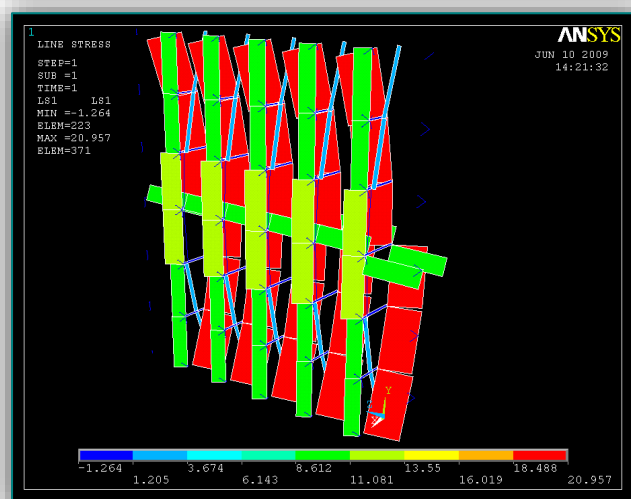 1
LINE STRESS
STEP=1
SUB =1
TIME=1
LS1 LS1
MIN =-1.264
ELEM=223
MAX =20.957
ELEM=371
ANSYS
JUN 10 2009
14:21:32
Y
-1.264 3.674 8.612 13.55 18.488
1.205 6.143 11.081 16.019 20.957